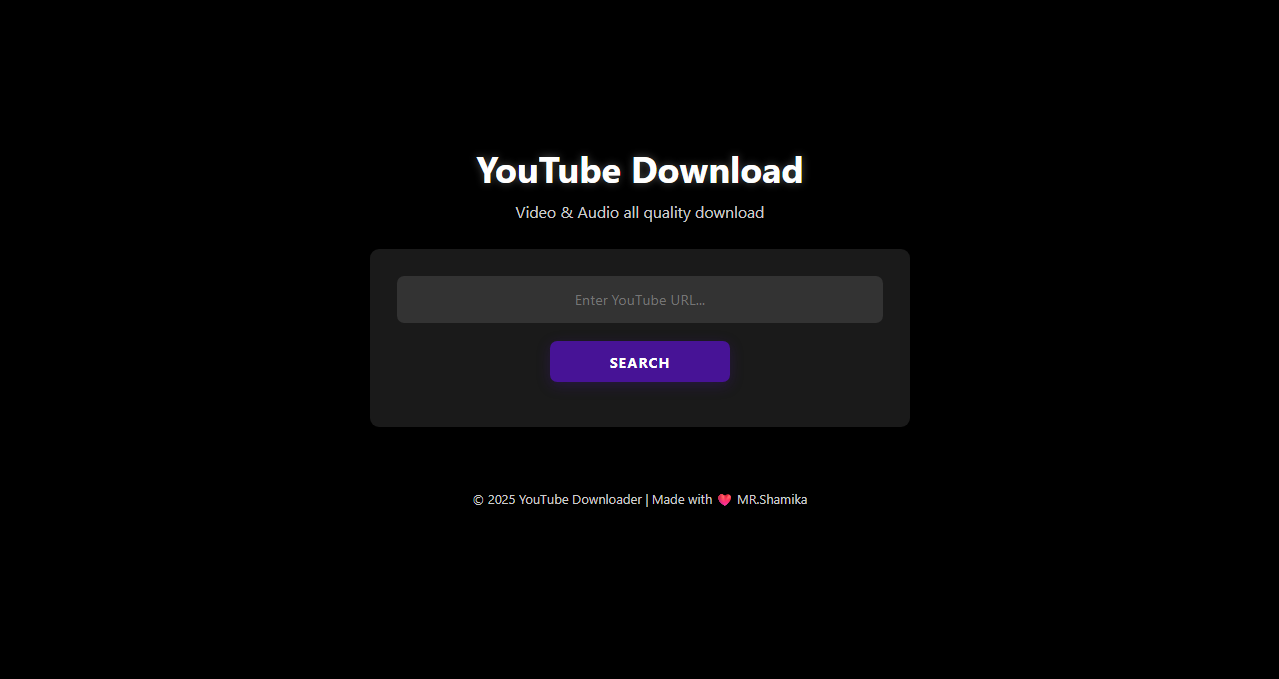 YouTube Download
Video & Audio all quality download
Enter YouTube URL...
SEARCH
© 2025 YouTube Downloader | Made with ❤️ MR.Shamika